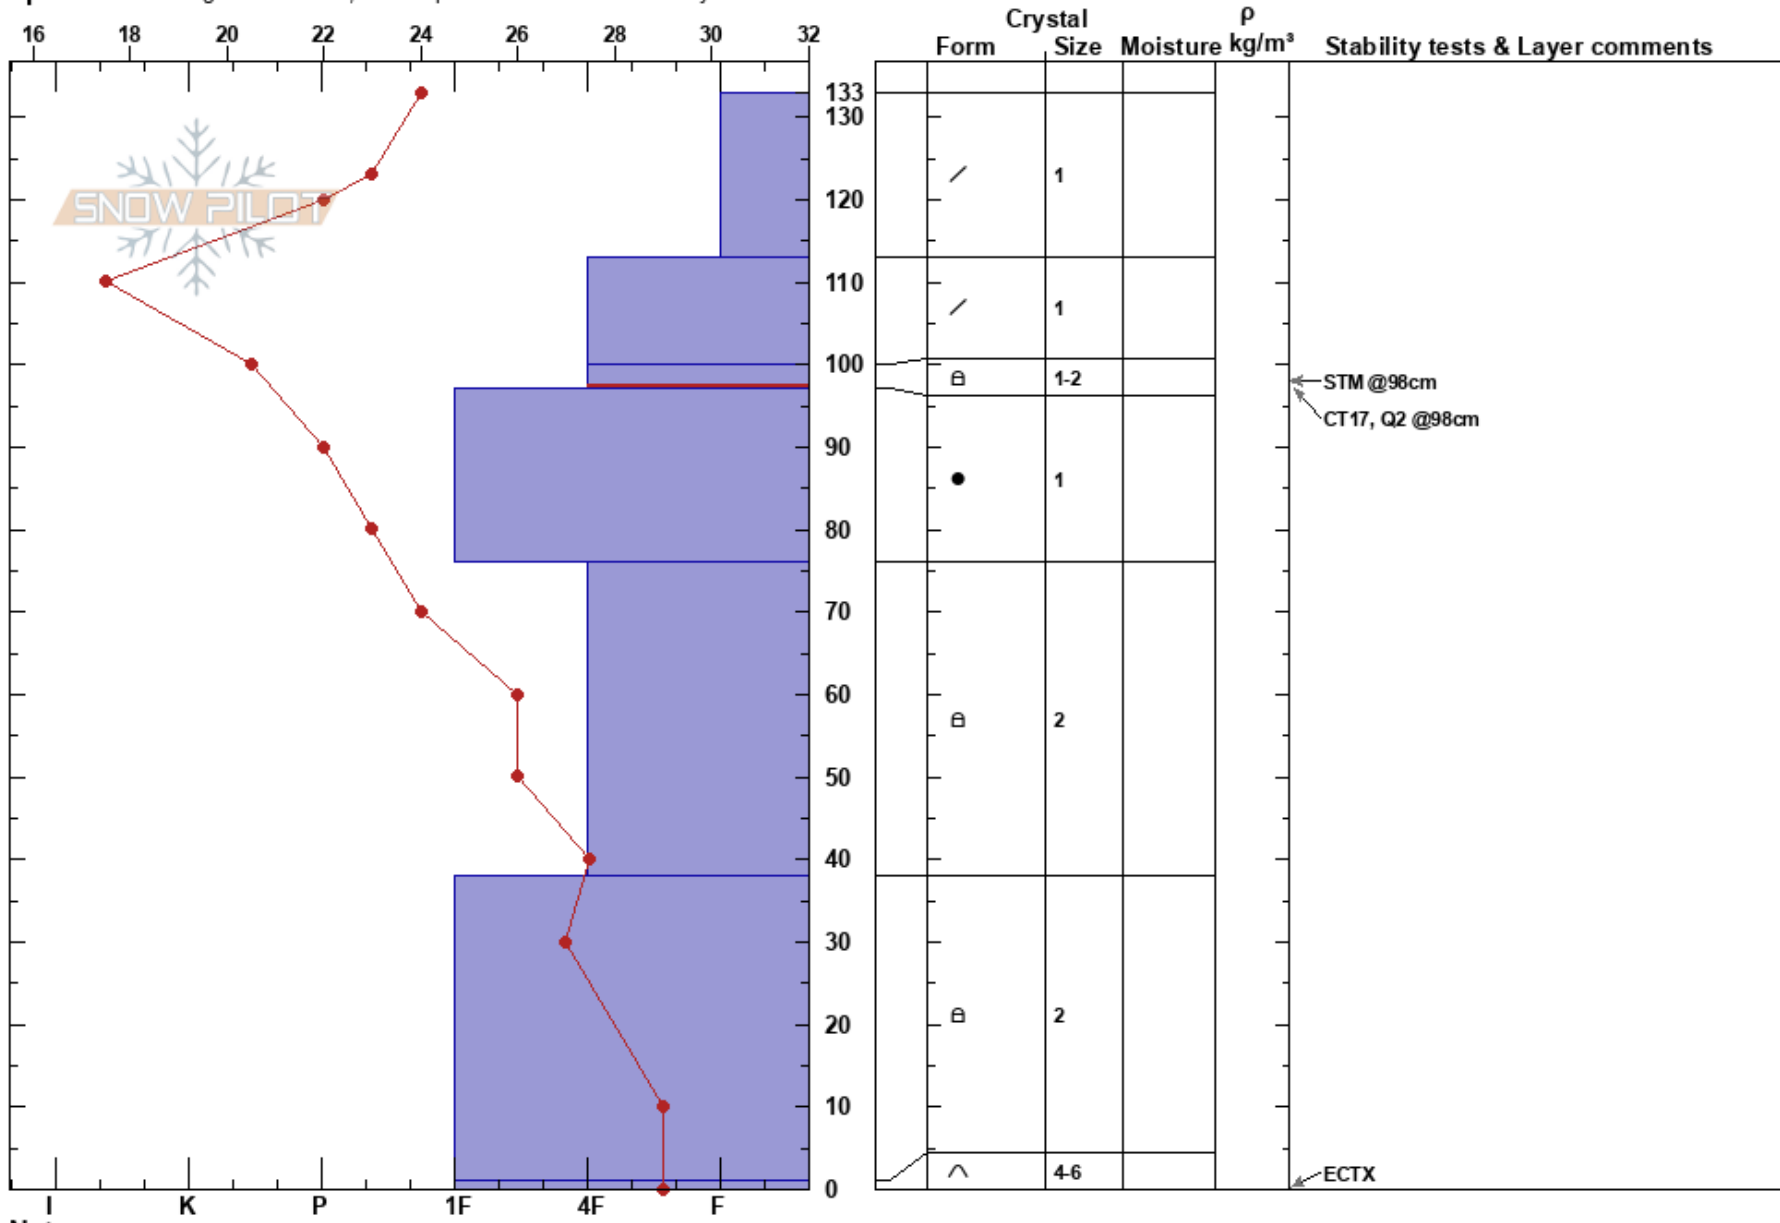 Crystal ρ
Form Size Moisture kg/m³ Stability tests & Layer comments
16 18 20 22 24 26 28 30 32
133
130
1
SNOW PILOT
120
110
1
100
1-2
STM @98cm
CT17, Q2 @98cm
90
1
80
70
60
2
50
40
30
20
2
10
4-6
ECTX
0
I K P 1F 4F F